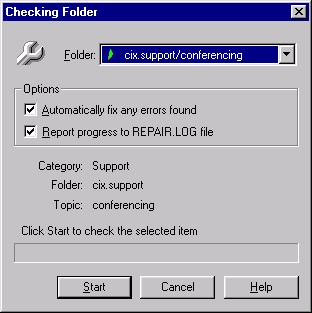 Checking Folder
Folder: cix.support/conferencing
Options
Automatically fix any errors found
Report progress to REPAIR.LOG file
Category: Support
Folder: cix.support
Topic: conferencing
Click Start to check the selected item
Start Cancel Help